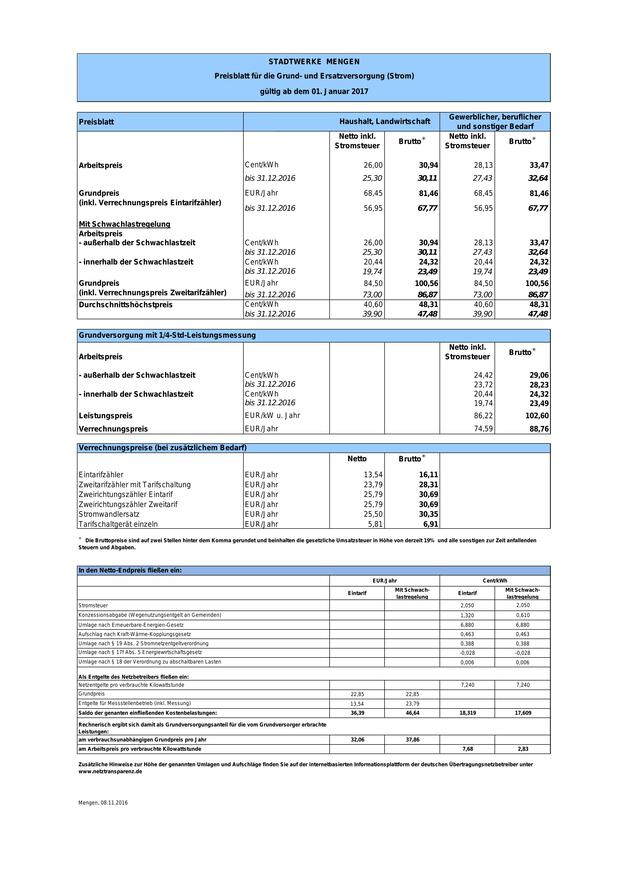 STADTWERKE MENGEN
Preisblatt für die Grund- und Ersatzversorgung (Strom)
gültig ab dem 01. Januar 2017
Preisblatt Haushalt, Landwirtschaft Gewerblicher, beruflicher und sonstiger Bedarf
Netto inkl. Stromsteuer Brutto* Netto inkl. Stromsteuer Brutto*
Arbeitspreis Cent/kWh 26,00 30,94 28,13 33,47
bis 31.12.2016 25,30 30,11 27,43 32,64
Grundpreis EUR/Jahr 68,45 81,46 68,45 81,46
(inkl. Verrechnungspreis Eintarifzähler) bis 31.12.2016 56,95 67,77 56,95 67,77
Mit Schwachlastregelung
Arbeitspreis
- außerhalb der Schwachlastzeit Cent/kWh 26,00 30,94 28,13 33,47
bis 31.12.2016 25,30 30,11 27,43 32,64
- innerhalb der Schwachlastzeit Cent/kWh 20,44 24,32 20,44 24,32
bis 31.12.2016 19,74 23,49 19,74 23,49
Grundpreis EUR/Jahr 84,50 100,56 84,50 100,56
(inkl. Verrechnungspreis Zweitarifzähler) bis 31.12.2016 73,00 86,87 73,00 86,87
Durchschnittshöchstpreis Cent/kWh 40,60 48,31 40,60 48,31
bis 31.12.2016 39,90 47,48 39,90 47,48
Grundversorgung mit 1/4-Std-Leistungsmessung
Netto inkl. Stromsteuer Brutto*
Arbeitspreis
- außerhalb der Schwachlastzeit Cent/kWh 24,42 29,06
bis 31.12.2016 23,72 28,23
- innerhalb der Schwachlastzeit Cent/kWh 20,44 24,32
bis 31.12.2016 19,74 23,49
Leistungspreis EUR/kW u. Jahr 86,22 102,60
Verrechnungspreis EUR/Jahr 74,59 88,76
Verrechnungspreise (bei zusätzlichem Bedarf)
Netto Brutto*
Eintarifzähler EUR/Jahr 13,54 16,11
Zweitarifzähler mit Tarifschaltung EUR/Jahr 23,79 28,31
Zweirichtungszähler Eintarif EUR/Jahr 25,79 30,69
Zweirichtungszähler Zweitarif EUR/Jahr 25,79 30,69
Stromwandlersatz EUR/Jahr 25,50 30,35
Tarifschaltgerät einzeln EUR/Jahr 5,81 6,91
* Die Bruttopreise sind auf zwei Stellen hinter dem Komma gerundet und beinhalten die gesetzliche Umsatzsteuer in Höhe von derzeit 19% und alle sonstigen zur Zeit anfallenden
Steuern und Abgaben.
In den Netto-Endpreis fließen ein:
EUR/Jahr Cent/kWh
Eintarif Mit Schwach-lastregelung Eintarif Mit Schwach-lastregelung
Stromsteuer 2,050 2,050
Konzessionsabgabe (Wegenutzungsentgelt an Gemeinden) 1,320 0,610
Umlage nach Erneuerbare-Energien-Gesetz 6,880 6,880
Aufschlag nach Kraft-Wärme-Kopplungsgesetz 0,463 0,463
Umlage nach § 19 Abs. 2 Stromnetzentgeltverordnung 0,388 0,388
Umlage nach § 17f Abs. 5 Energiewirtschaftsgesetz -0,028 -0,028
Umlage nach § 18 der Verordnung zu abschaltbaren Lasten 0,006 0,006
Als Entgelte des Netzbetreibers fließen ein:
Netzentgelte pro verbrauchte Kilowattstunde 7,240 7,240
Grundpreis 22,85 22,85
Entgelte für Messstellenbetrieb (inkl. Messung) 13,54 23,79
Saldo der genannten einfließenden Kostenbelastungen: 36,39 46,64 18,319 17,609
Rechnerisch ergibt sich damit als Grundversorgungsanteil für die vom Grundversorger erbrachte
Leistungen:
am verbrauchsunabhängigen Grundpreis pro Jahr 32,06 37,86
am Arbeitspreis pro verbrauchte Kilowattstunde 7,68 2,83
Zusätzliche Hinweise zur Höhe der genannten Umlagen und Aufschläge finden Sie auf der internetbasierten Informationsplattform der deutschen Übertragungsnetzbetreiber unter
www.netztransparenz.de
Mengen, 08.11.2016